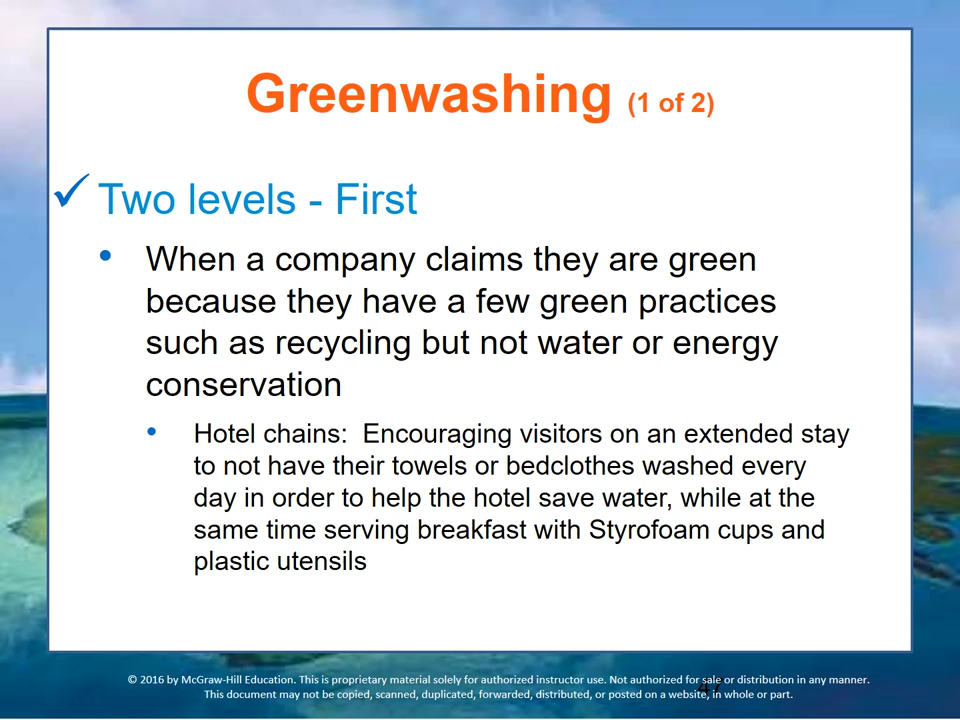 Greenwashing (1 of 2)
Two levels - First
When a company claims they are green
because they have a few green practices
such as recycling but not water or energy
conservation
Hotel chains: Encouraging visitors on an extended stay
to not have their towels or bedclothes washed every
day in order to help the hotel save water, while at the
same time serving breakfast with Styrofoam cups and
plastic utensils
© 2016 by McGraw-Hill Education. This is proprietary material solely for authorized instructor use. Not authorized for sale or distribution in any manner.
This document may not be copied, scanned, duplicated, forwarded, distributed, or posted on a website, in whole or part.
47